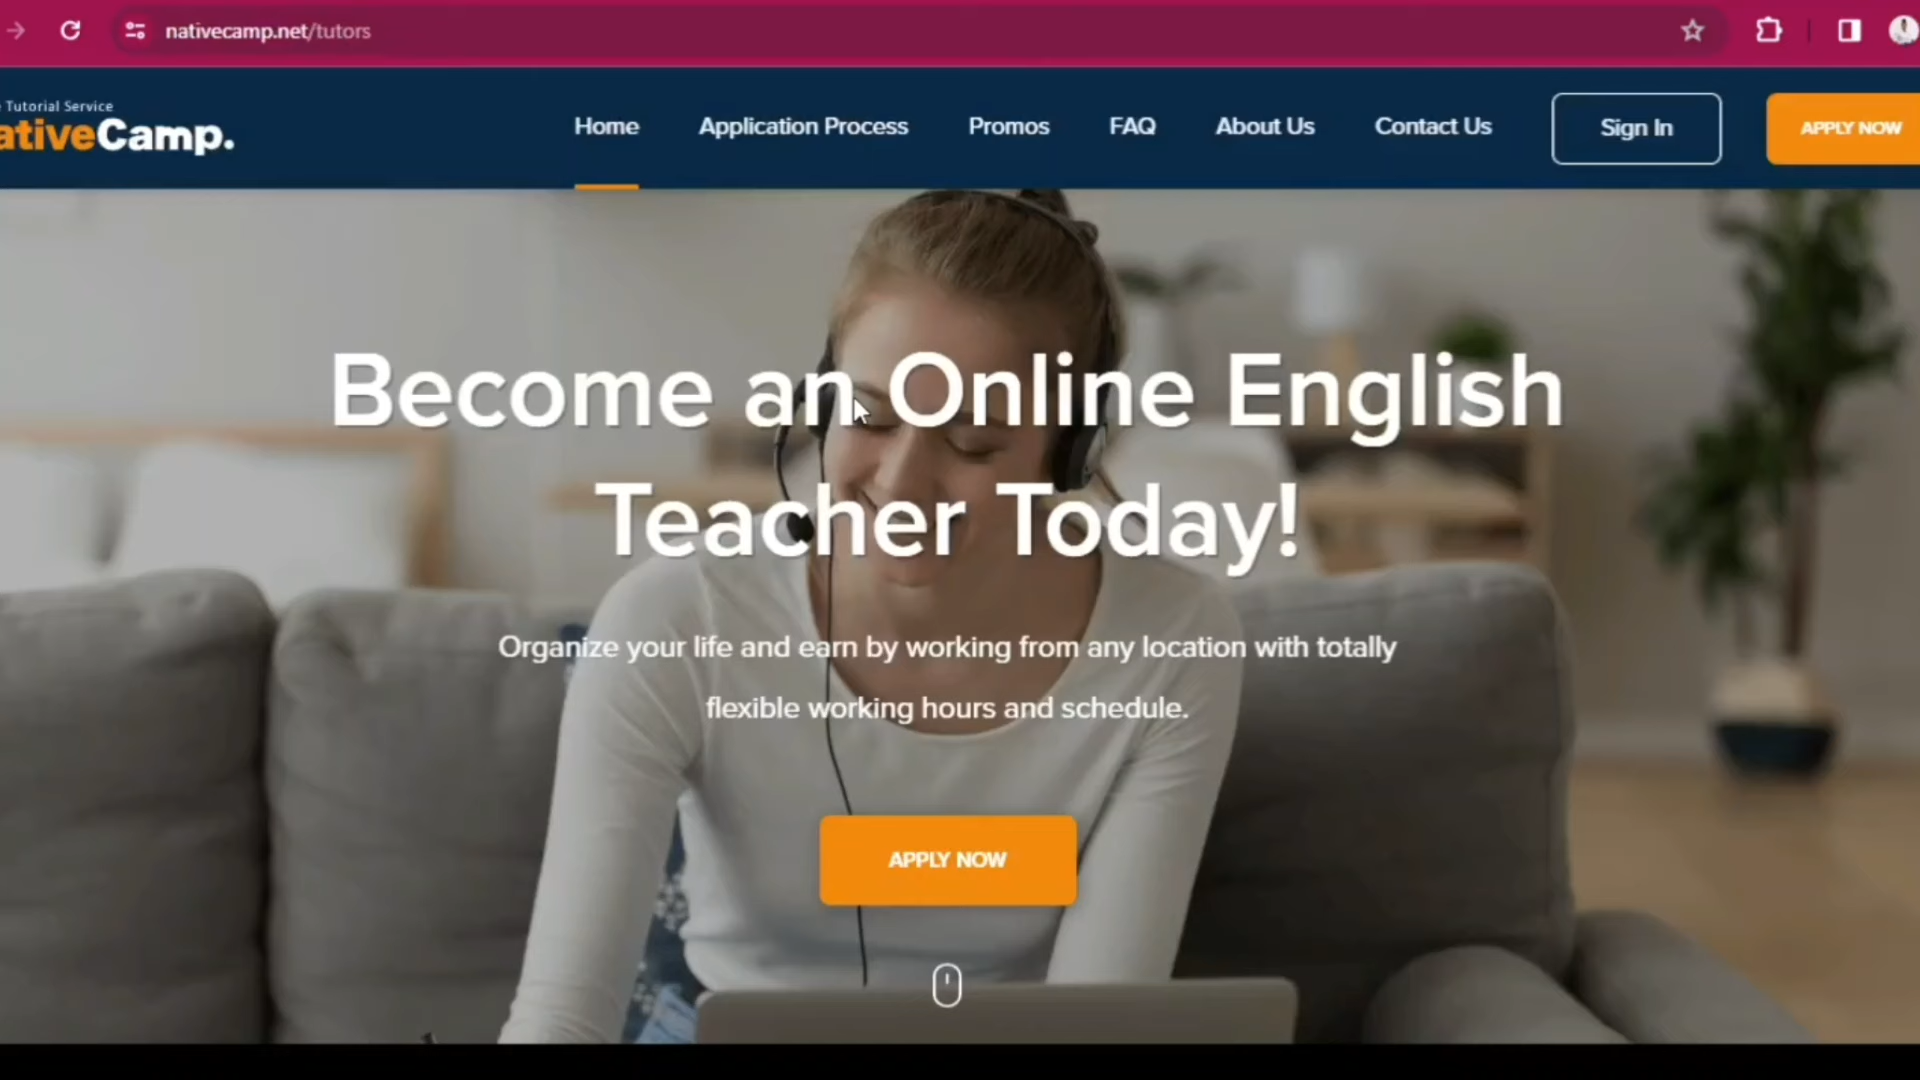 nativecamp.net/tutors
Tutorial Service
ativeCamp.
Home
Application Process
Promos
FAQ
About Us
Contact Us
Sign In
APPLY NOW
Become an Online English
Teacher Today!
Organize your life and earn by working from any location with totally
flexible working hours and schedule.
APPLY NOW